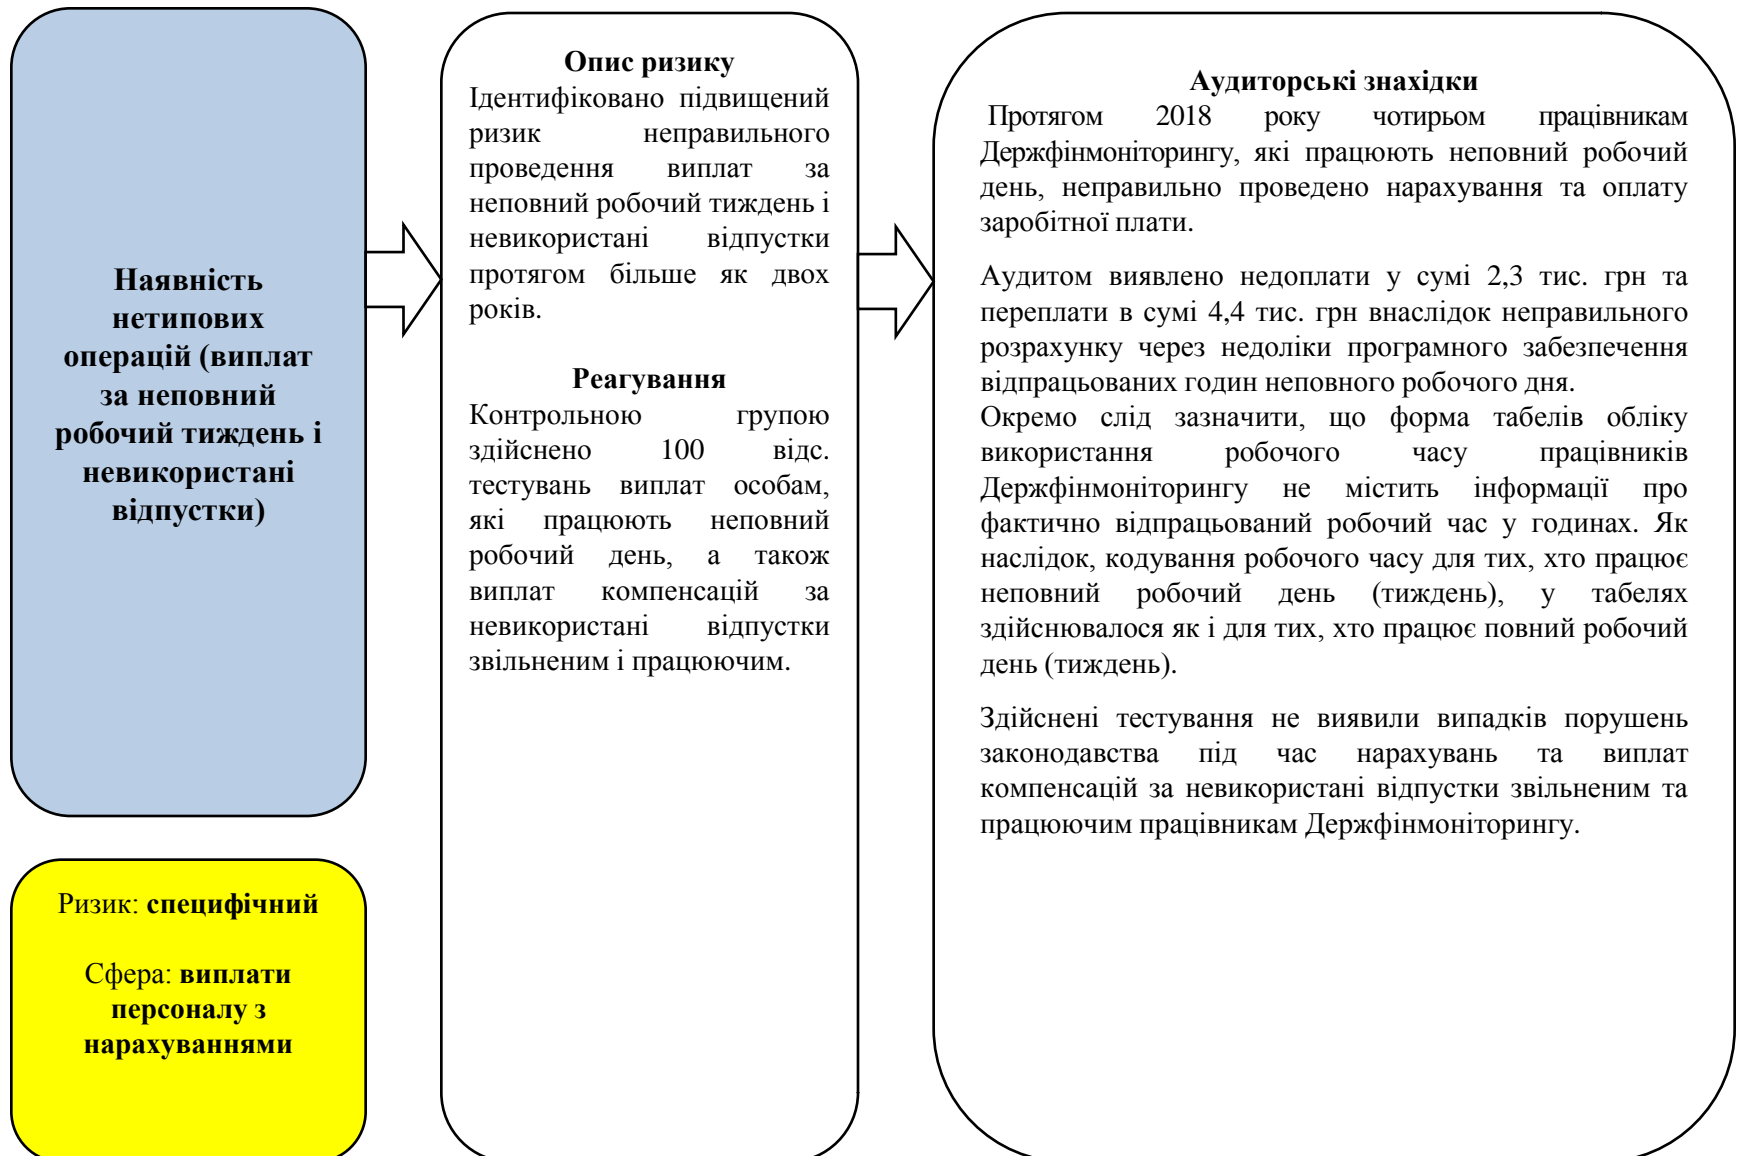 Наявність
нетипових
операцій (виплат
за неповний
робочий тиждень і
невикористані
відпустки)
Ризик: специфічний
Сфера: виплати
персоналу з
нарахуваннями
Опис ризику
Ідентифіковано підвищений
ризик неправильного
проведення виплат за
неповний робочий тиждень і
невикористані відпустки
протягом більше як двох
років.
Реагування
Контрольною групою
здійснено 100 відс.
тестувань виплат особам,
які працюють неповний
робочий день, а також
виплат компенсацій за
невикористані відпустки
звільненим і працюючим.
Аудиторські знахідки
Протягом 2018 року чотирьом працівникам
Держфінмоніторингу, які працюють неповний робочий
день, неправильно проведено нарахування та оплату
заробітної плати.
Аудитом виявлено недоплати у сумі 2,3 тис. грн та
переплати в сумі 4,4 тис. грн внаслідок неправильного
розрахунку через недоліки програмного забезпечення
відпрацьованих годин неповного робочого дня.
Окремо слід зазначити, що форма табелів обліку
використання робочого часу працівників
Держфінмоніторингу не містить інформації про
фактично відпрацьований робочий час у годинах. Як
наслідок, кодування робочого часу для тих, хто працює
неповний робочий день (тиждень), у табелях
здійснювалося як і для тих, хто працює повний робочий
день (тиждень).
Здійснені тестування не виявили випадків порушень
законодавства під час нарахувань та виплат
компенсацій за невикористані відпустки звільненим та
працюючим працівникам Держфінмоніторингу.